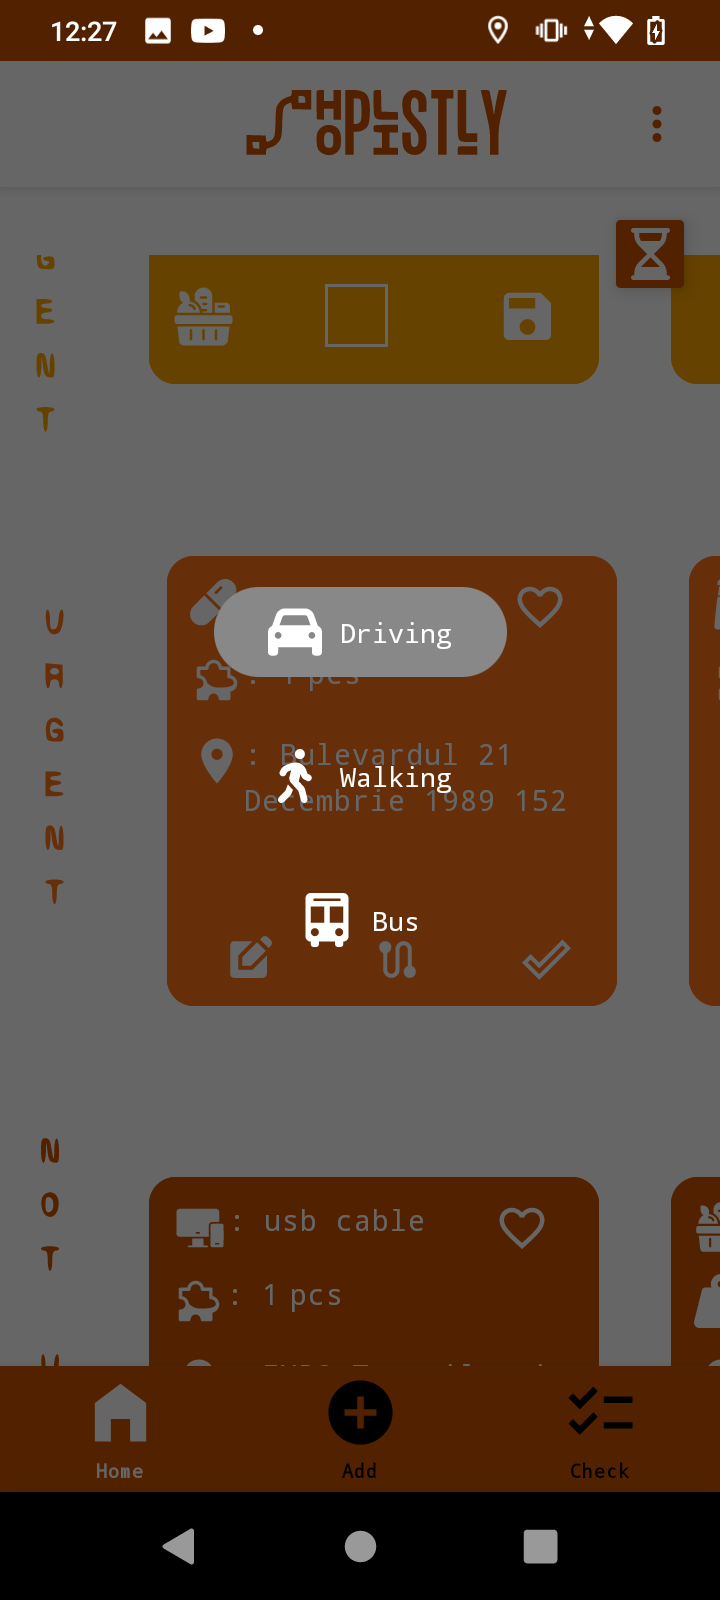 12:27
SHOPLISTLY
G
E
N
T
Driving
: 1 pcs
U
R
G
E
N
T
: Bulevardul 21
Decembrie 1989 152
Walking
Bus
N
O
T
U
: usb cable
: 1 pcs
Home
Add
Check